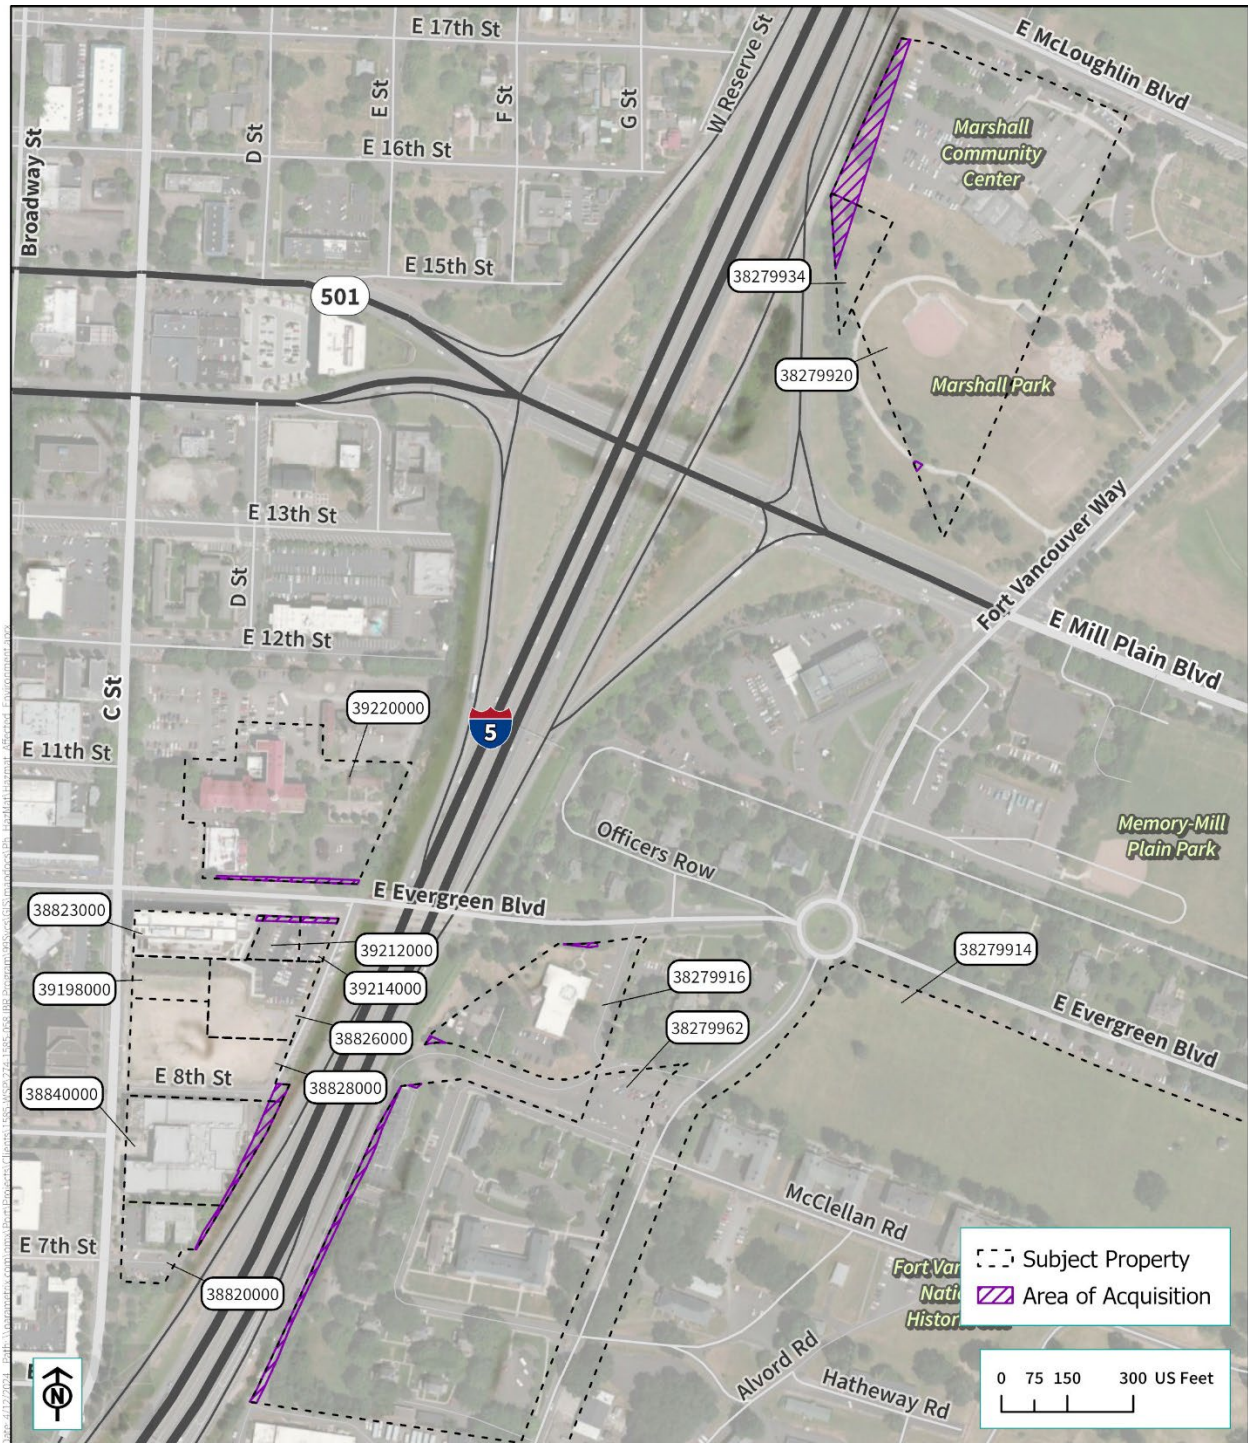 E 17th St
E McLoughlin Blvd
W Reserve St
Broadway St
D St
E St
F St
G St
E 16th St
Marshall
Community
Center
E 15th St
501
38279934
38279920
Marshall Park
E 13th St
D St
E 12th St
Fort Vancouver Way
E Mill Plain Blvd
C St
39220000
5
E 11th St
Officers Row
Memory-Mill
Plain Park
E Evergreen Blvd
38823000
39212000
38279914
39198000
39214000
38279916
38826000
38279962
E Evergreen Blvd
E 8th St
38828000
38840000
McClellan Rd
E 7th St
38820000
Fort Van
Natio
Histor
Subject Property
Area of Acquisition
Alvord Rd
Hatheway Rd
N
0 75 150 300 US Feet